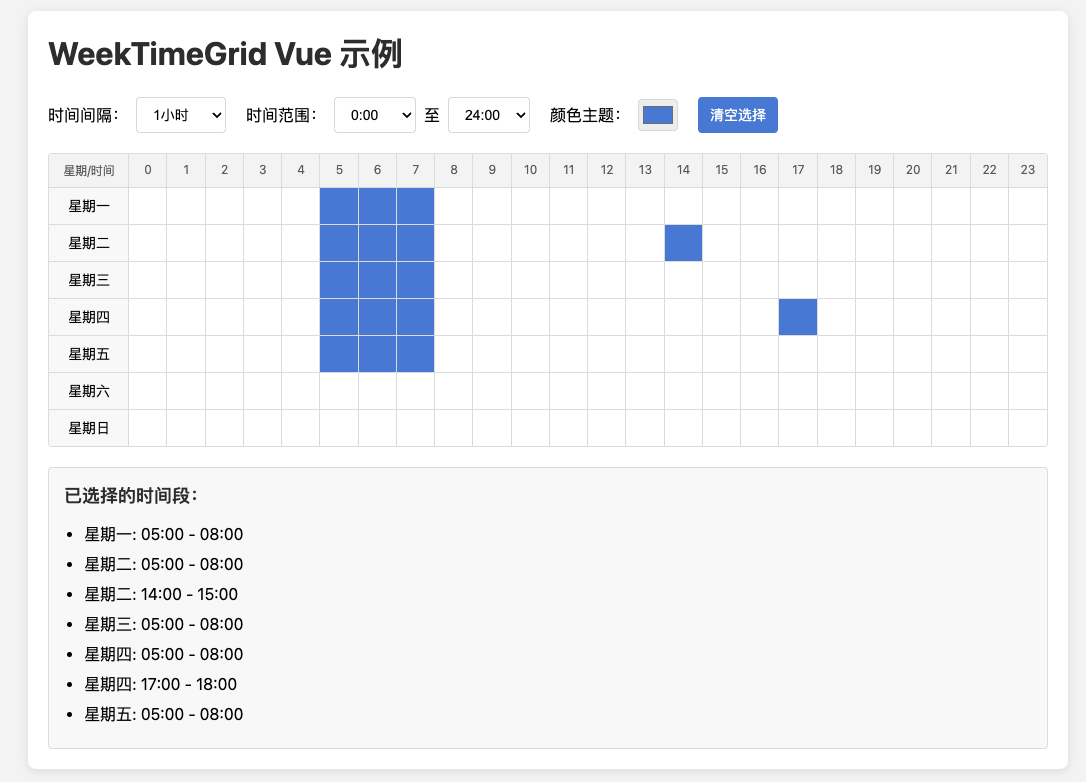 WeekTimeGrid Vue 示例
时间间隔： 1小时 时间范围： 0:00 至 24:00 颜色主题： 清空选择
星期/时间 0 1 2 3 4 5 6 7 8 9 10 11 12 13 14 15 16 17 18 19 20 21 22 23
星期一
星期二
星期三
星期四
星期五
星期六
星期日
已选择的时间段：
• 星期一: 05:00 - 08:00
• 星期二: 05:00 - 08:00
• 星期二: 14:00 - 15:00
• 星期三: 05:00 - 08:00
• 星期四: 05:00 - 08:00
• 星期四: 17:00 - 18:00
• 星期五: 05:00 - 08:00